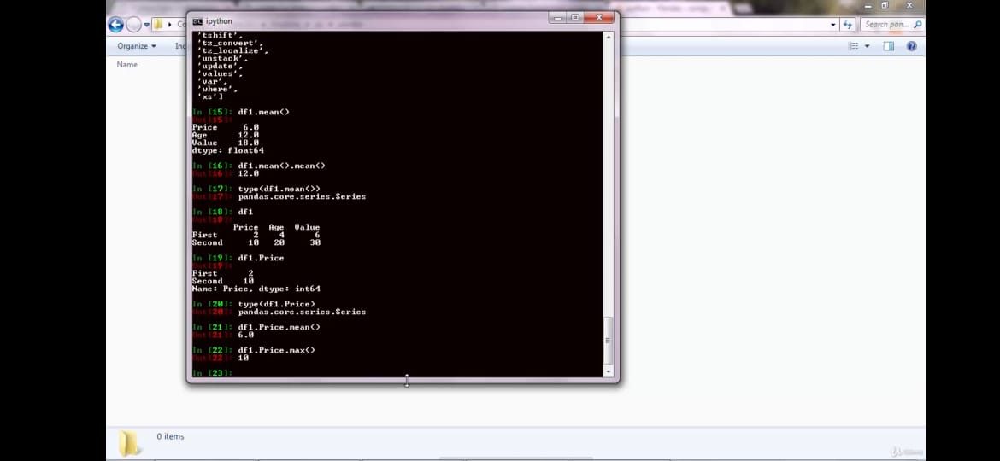 ipython
Search pan...
Organize
Name
'tshift',
'tz_convert',
'tz_localize',
'unstack',
'update',
'values',
'var',
'where',
'xs']
In [15]: df1.mean()
Out[15]:
Price 6.0
Age 12.0
Value 18.0
dtype: float64
In [16]: df1.mean().mean()
Out[16]: 12.0
In [17]: type(df1.mean())
Out[17]: pandas.core.series.Series
In [18]: df1
Out[18]:
Price Age Value
First 2 4 6
Second 10 20 30
In [19]: df1.Price
Out[19]:
First 2
Second 10
Name: Price, dtype: int64
In [20]: type(df1.Price)
Out[20]: pandas.core.series.Series
In [21]: df1.Price.mean()
Out[21]: 6.0
In [22]: df1.Price.max()
Out[22]: 10
In [23]:
0 items